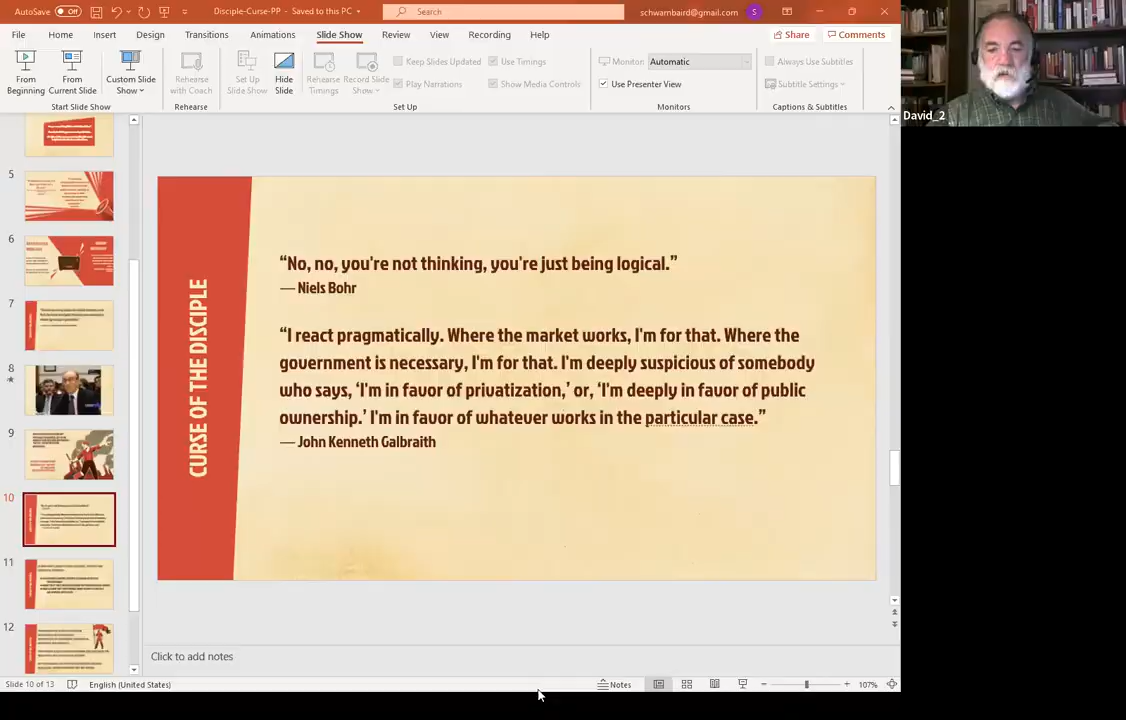 AutoSave
Off
Disciple-Curse-PP - Saved to this PC
Search
schwarnbaird@gmail.com
S
File
Home
Insert
Design
Transitions
Animations
Slide Show
Review
View
Recording
Help
Share
Comments
From
Beginning
From
Current Slide
Custom Slide
Show
Rehearse
with Coach
Set Up
Slide Show
Hide
Slide
Rehearse
Timings
Record Slide
Show
Keep Slides Updated
Play Narrations
Use Timings
Show Media Controls
Monitor:
Automatic
Use Presenter View
Always Use Subtitles
Subtitle Settings
Start Slide Show
Rehearse
Set Up
Monitors
Captions & Subtitles
David_2
5
6
7
8
9
10
11
12
CURSE OF THE DISCIPLE
“No, no, you're not thinking, you're just being logical.”
— Niels Bohr
“I react pragmatically. Where the market works, I'm for that. Where the
government is necessary, I'm for that. I'm deeply suspicious of somebody
who says, ‘I'm in favor of privatization,’ or, ‘I'm deeply in favor of public
ownership.’ I'm in favor of whatever works in the particular case.”
— John Kenneth Galbraith
Click to add notes
Slide 10 of 13
English (United States)
Notes
107%